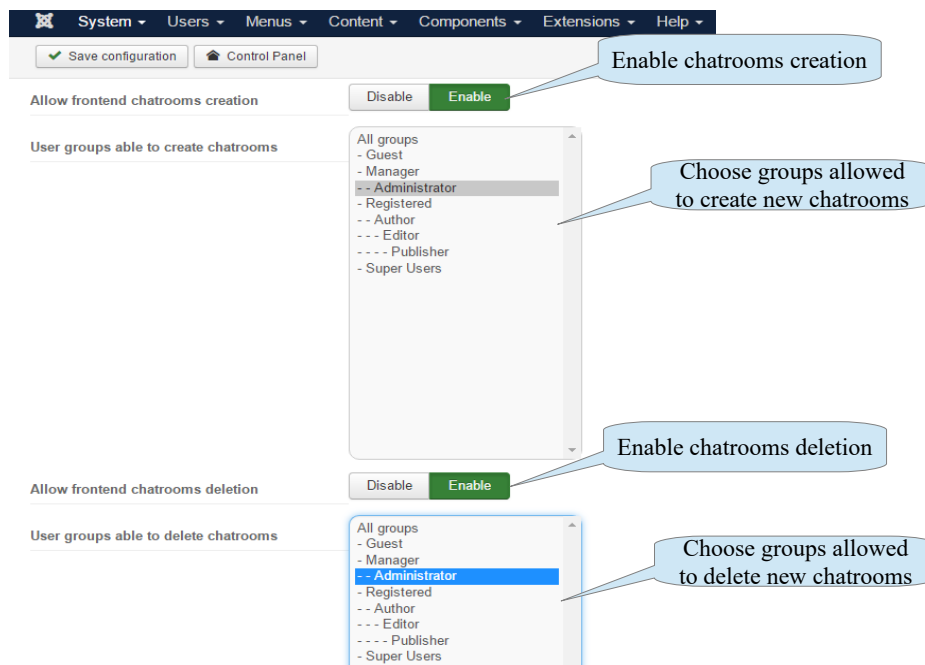 System Users Menus Content Components Extensions Help
Save configuration Control Panel
Enable chatrooms creation
Allow frontend chatrooms creation
Disable Enable
User groups able to create chatrooms
All groups
- Guest
- Manager
- - Administrator
- Registered
- - Author
- - - Editor
- - - - Publisher
- Super Users
Choose groups allowed
to create new chatrooms
Enable chatrooms deletion
Allow frontend chatrooms deletion
Disable Enable
User groups able to delete chatrooms
All groups
- Guest
- Manager
- - Administrator
- Registered
- - Author
- - - Editor
- - - - Publisher
- Super Users
Choose groups allowed
to delete new chatrooms